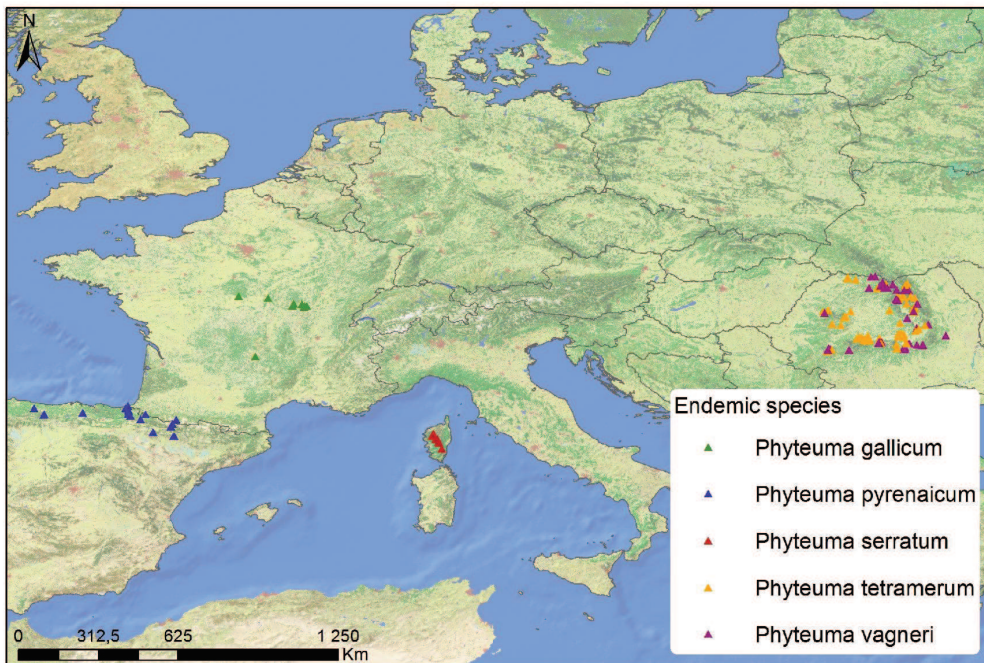 N
Endemic species
Phyteuma gallicum
Phyteuma pyrenaicum
Phyteuma serratum
Phyteuma tetramerum
Phyteuma vagneri
0 312,5 625 1 250
Km